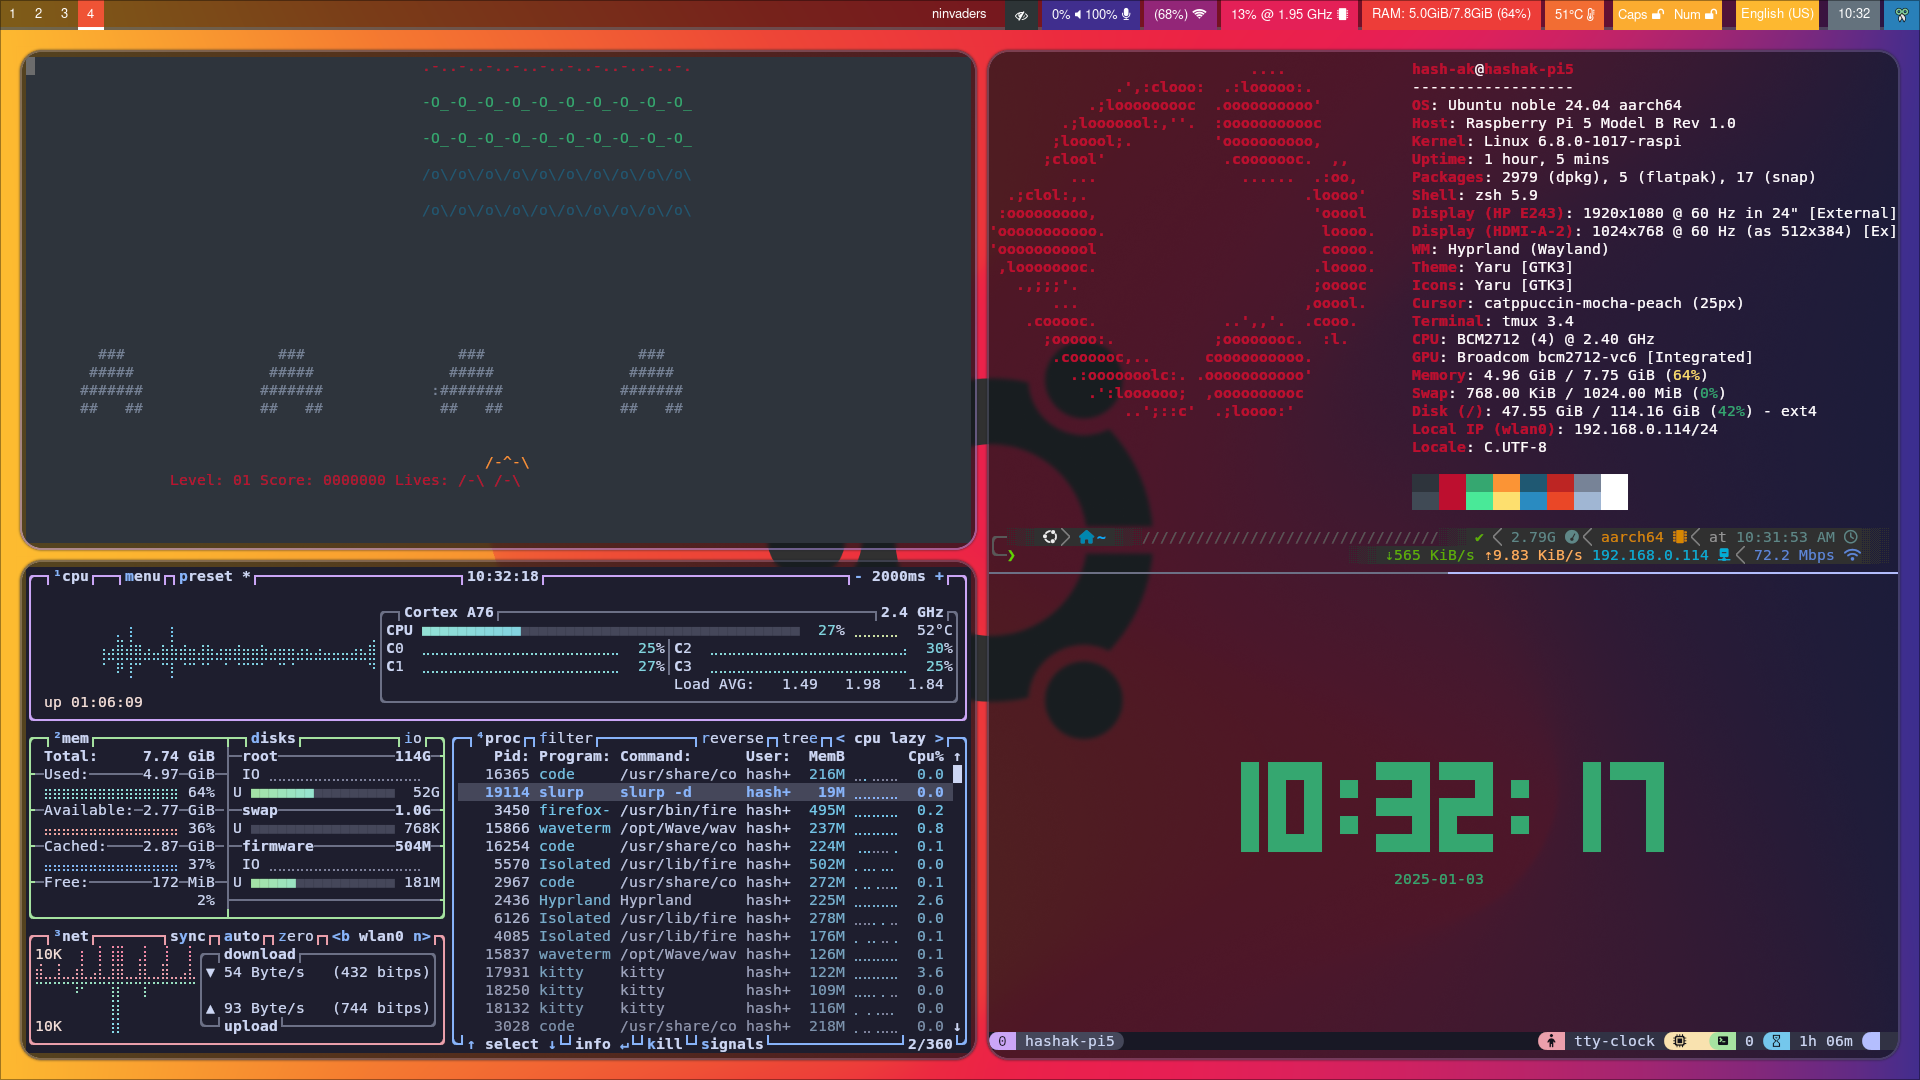 1 2 3 4 ninvaders 0% 100% (68%) 13% @ 1.95 GHz RAM: 5.0GiB/7.8GiB (64%) 51°C Caps Num English (US) 10:32
-O_-O_-O_-O_-O_-O_-O_-O_-O_-O_
-O_-O_-O_-O_-O_-O_-O_-O_-O_-O_
/o\/o\/o\/o\/o\/o\/o\/o\/o\/o\
/o\/o\/o\/o\/o\/o\/o\/o\/o\/o\
### ### ### ###
##### ##### ##### #####
####### ####### :####### #######
## ## ## ## ## ## ## ##
/-^-\
Level: 01 Score: 0000000 Lives: /-\ /-\
hash-ak@hashak-pi5
------------------
OS: Ubuntu noble 24.04 aarch64
Host: Raspberry Pi 5 Model B Rev 1.0
Kernel: Linux 6.8.0-1017-raspi
Uptime: 1 hour, 5 mins
Packages: 2979 (dpkg), 5 (flatpak), 17 (snap)
Shell: zsh 5.9
Display (HP E243): 1920x1080 @ 60 Hz in 24" [External]
Display (HDMI-A-2): 1024x768 @ 60 Hz (as 512x384) [Ex]
WM: Hyprland (Wayland)
Theme: Yaru [GTK3]
Icons: Yaru [GTK3]
Cursor: catppuccin-mocha-peach (25px)
Terminal: tmux 3.4
CPU: BCM2712 (4) @ 2.40 GHz
GPU: Broadcom bcm2712-vc6 [Integrated]
Memory: 4.96 GiB / 7.75 GiB (64%)
Swap: 768.00 KiB / 1024.00 MiB (0%)
Disk (/): 47.55 GiB / 114.16 GiB (42%) - ext4
Local IP (wlan0): 192.168.0.114/24
Locale: C.UTF-8
~ ///////////////////////////////// ✔ 2.79G aarch64 at 10:31:53 AM
❯ ↓565 KiB/s ↑9.83 KiB/s 192.168.0.114 72.2 Mbps
¹cpu menu preset * 10:32:18 - 2000ms +
Cortex A76 2.4 GHz
CPU 27% 52°C
C0 25% C2 30%
C1 27% C3 25%
Load AVG: 1.49 1.98 1.84
up 01:06:09
²mem disks io
Total: 7.74 GiB root 114G
Used: 4.97 GiB IO
64% U 52G
Available: 2.77 GiB swap 1.0G
36% U 768K
Cached: 2.87 GiB firmware 504M
37% IO
Free: 172 MiB U 181M
2%
³net sync auto zero <b wlan0 n>
10K download
▼ 54 Byte/s (432 bitps)
▲ 93 Byte/s (744 bitps)
10K upload
⁴proc filter reverse tree < cpu lazy >
Pid: Program: Command: User: MemB Cpu% ↑
16365 code /usr/share/co hash+ 216M 0.0
19114 slurp slurp -d hash+ 19M 0.0
3450 firefox- /usr/bin/fire hash+ 495M 0.2
15866 waveterm /opt/Wave/wav hash+ 237M 0.8
16254 code /usr/share/co hash+ 224M 0.1
5570 Isolated /usr/lib/fire hash+ 502M 0.0
2967 code /usr/share/co hash+ 272M 0.1
2436 Hyprland Hyprland hash+ 225M 2.6
6126 Isolated /usr/lib/fire hash+ 278M 0.0
4085 Isolated /usr/lib/fire hash+ 176M 0.1
15837 waveterm /opt/Wave/wav hash+ 126M 0.1
17931 kitty kitty hash+ 122M 3.6
18250 kitty kitty hash+ 109M 0.0
18132 kitty kitty hash+ 116M 0.0
3028 code /usr/share/co hash+ 218M 0.0 ↓
↑ select ↓ info ↵ kill signals 2/360
10:32:17
2025-01-03
0 hashak-pi5 tty-clock 0 1h 06m